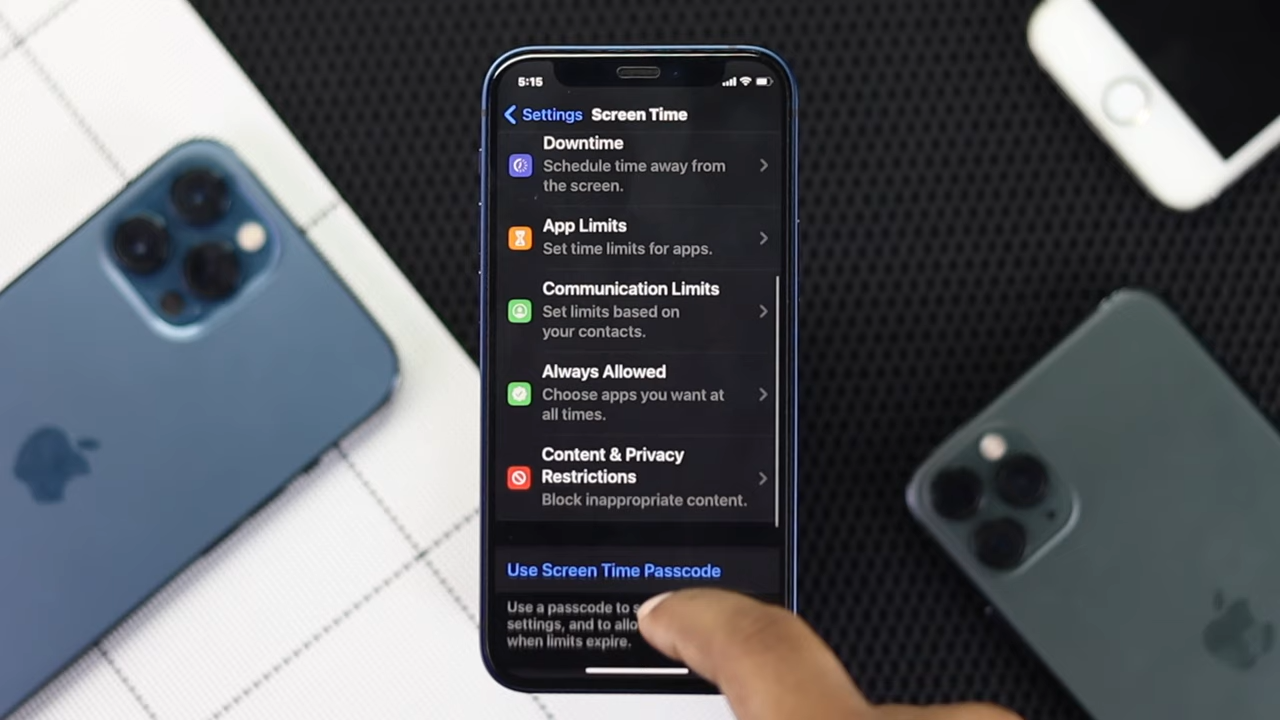 5:15
Settings Screen Time
Downtime
Schedule time away from
the screen.
App Limits
Set time limits for apps.
Communication Limits
Set limits based on
your contacts.
Always Allowed
Choose apps you want at
all times.
Content & Privacy
Restrictions
Block inappropriate content.
Use Screen Time Passcode
Use a passcode to
settings, and to
when limits expire.